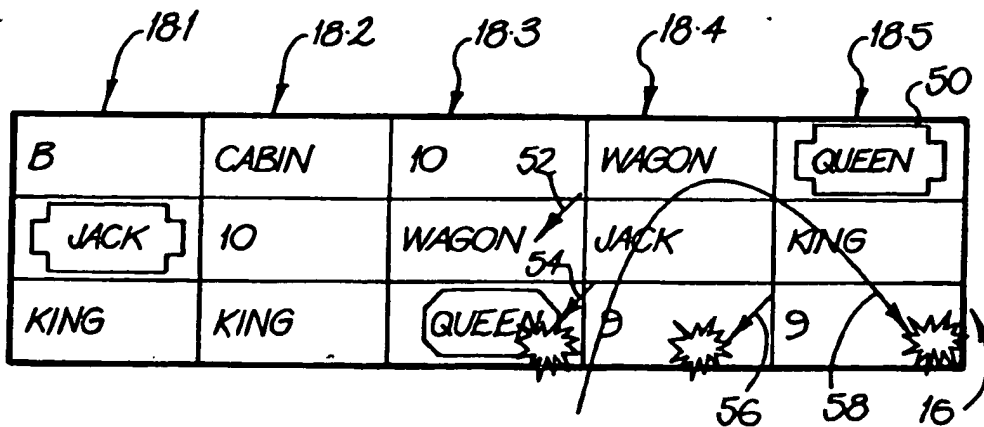 18.1 18.2 18.3 18.4 18.5
50
B CABIN 10 WAGON QUEEN
52
JACK 10 WAGON JACK KING
54
KING KING QUEEN 9 9
56 58 16